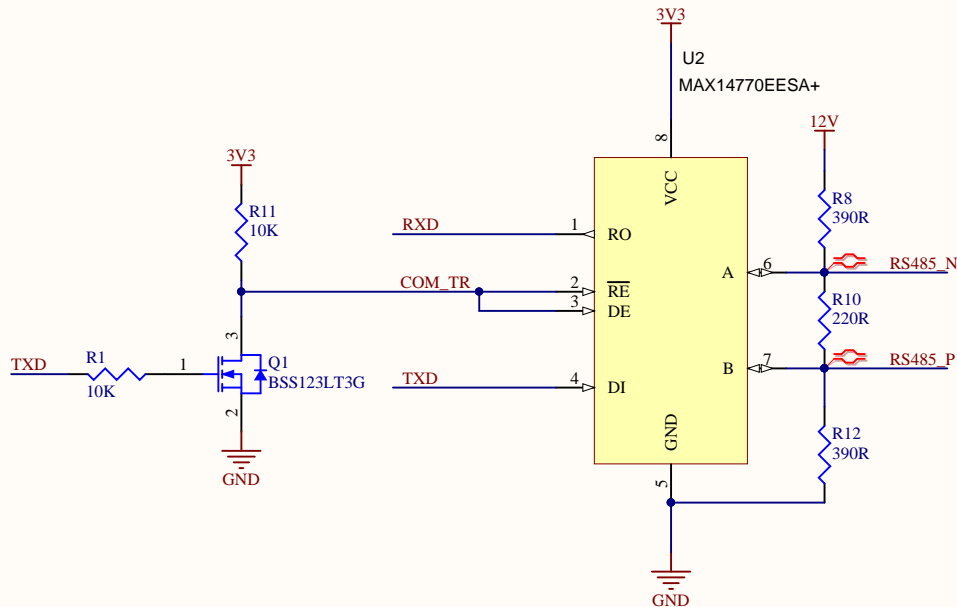 3V3
U2
MAX14770EESA+
8
VCC
12V
3V3
R11
10K
R8
390R
RXD
1
RO
COM_TR
2
RE
3
DE
A
6
RS485_N
R10
220R
TXD
R1
10K
1
3
Q1
BSS123LT3G
2
GND
TXD
4
DI
B
7
RS485_P
GND
5
R12
390R
GND